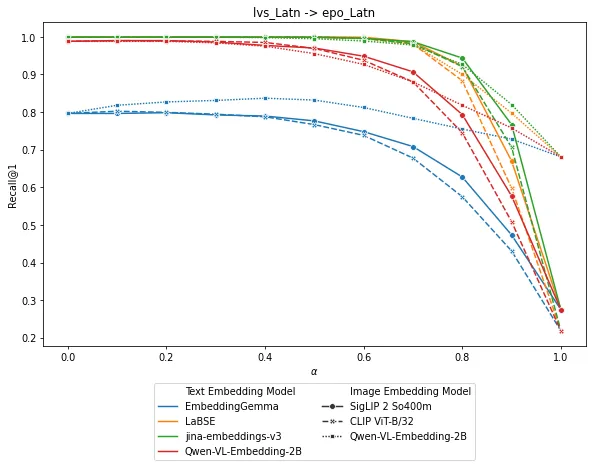 lvs_Latn -> epo_Latn
1.0
0.9
0.8
0.7
0.6
0.5
0.4
0.3
0.2
Recall@1
0.0 0.2 0.4 0.6 0.8 1.0
α
Text Embedding Model Image Embedding Model
EmbeddingGemma SigLIP 2 So400m
LaBSE CLIP ViT-B/32
jina-embeddings-v3 Qwen-VL-Embedding-2B
Qwen-VL-Embedding-2B